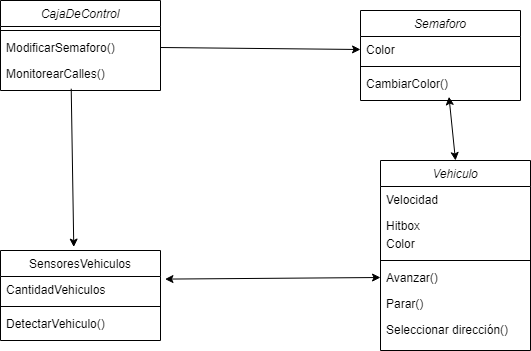 CajaDeControl
ModificarSemaforo()
MonitorearCalles()
Semaforo
Color
CambiarColor()
Vehiculo
Velocidad
Hitbox
Color
Avanzar()
Parar()
Seleccionar dirección()
SensoresVehiculos
CantidadVehiculos
DetectarVehiculo()